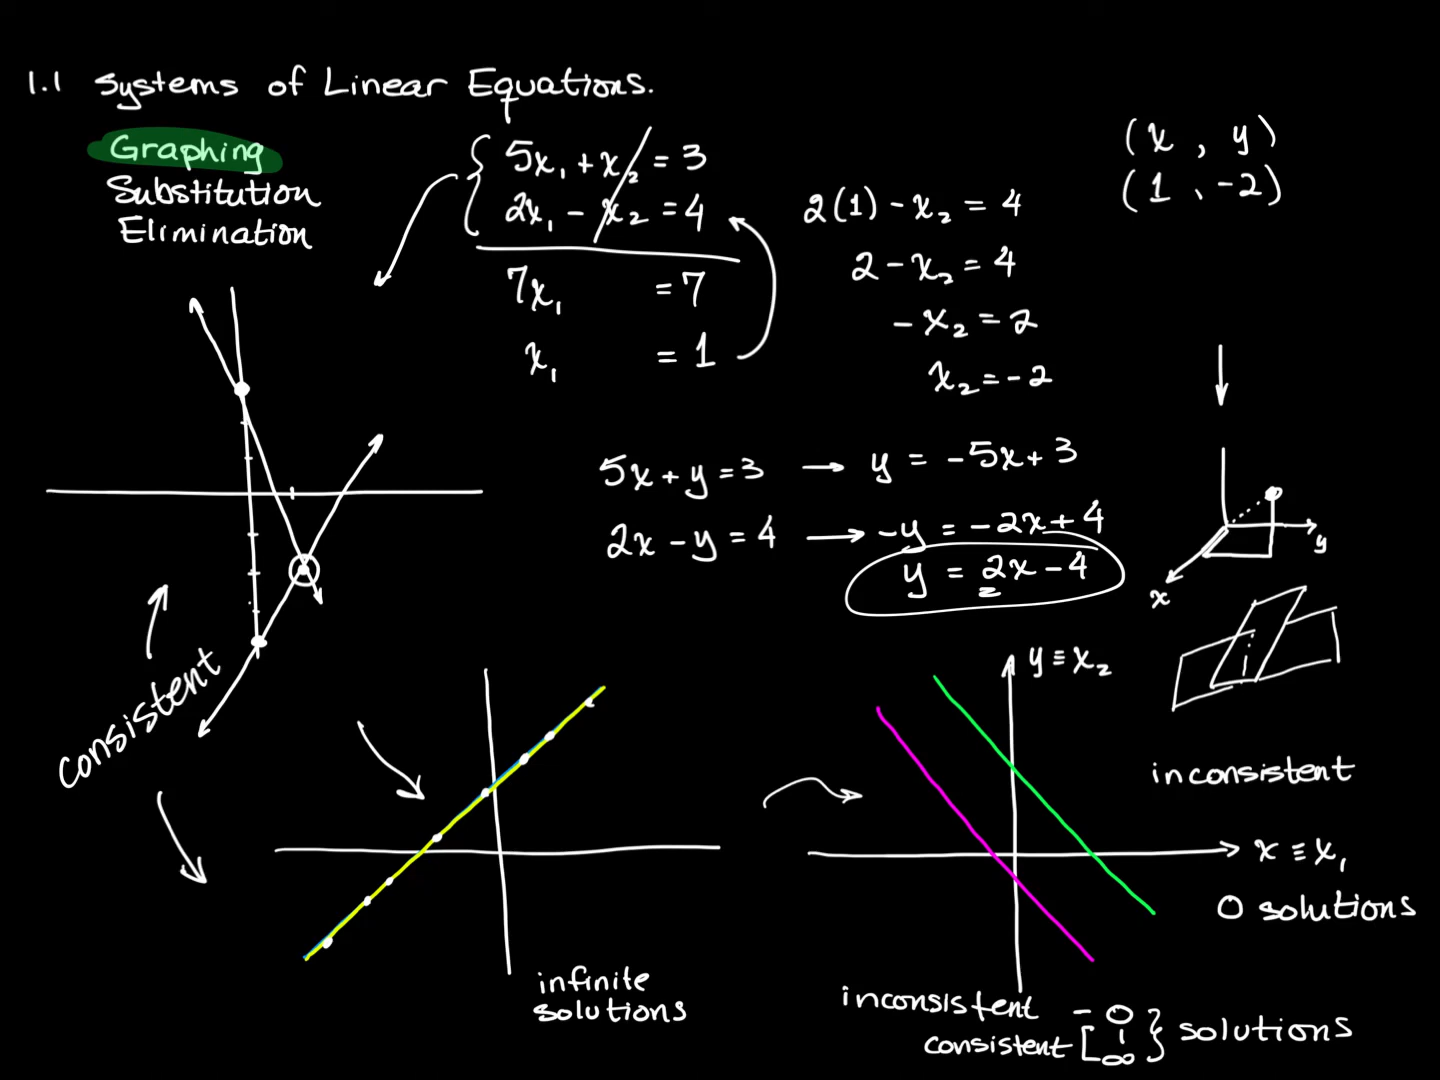 1.1 Systems of Linear Equations.
Graphing
Substitution
Elimination
5x₁ + x₂ = 3
2x₁ - x₂ = 4
7x₁ = 7
x₁ = 1
2(1) - x₂ = 4
2 - x₂ = 4
- x₂ = 2
x₂ = -2
(x , y)
(1 , -2)
5x + y = 3 → y = -5x + 3
2x - y = 4 → -y = -2x + 4
y = 2x - 4
y
x
consistent
infinite
solutions
y ≡ x₂
inconsistent
x ≡ x₁
0 solutions
inconsistent - 0
consistent [ 1 } solutions
∞